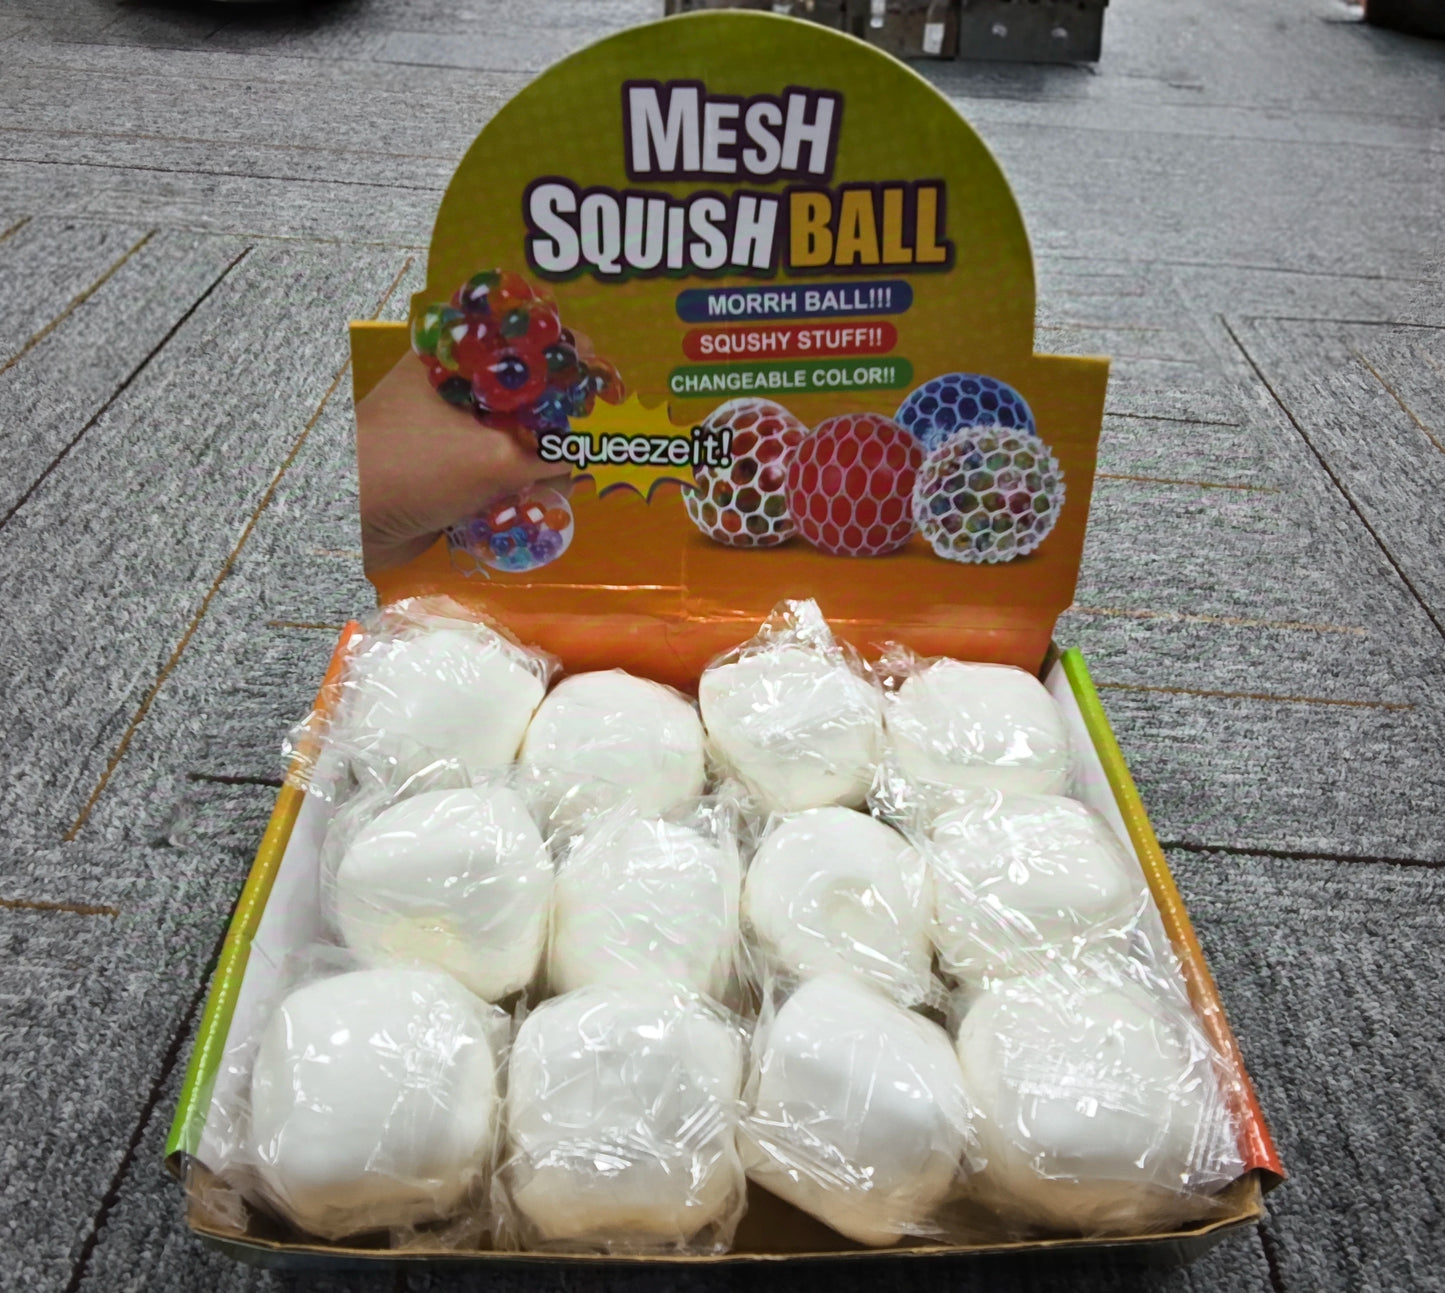 MESH
SQUISH BALL
MORRH BALL!!!
SQUSHY STUFF!!
CHANGEABLE COLOR!!
squeezeit!